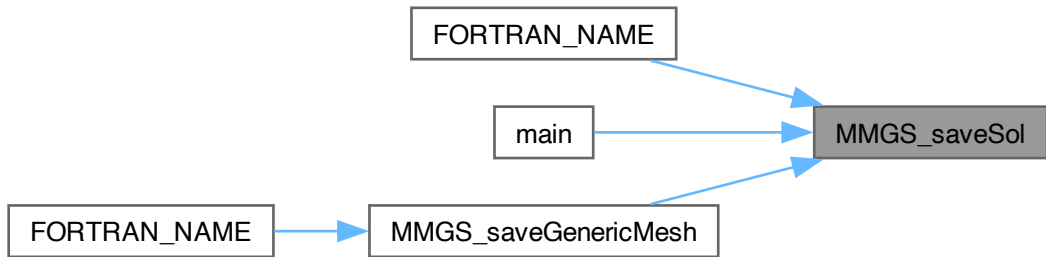 FORTRAN_NAME
main
MMGS_saveSol
FORTRAN_NAME
MMGS_saveGenericMesh